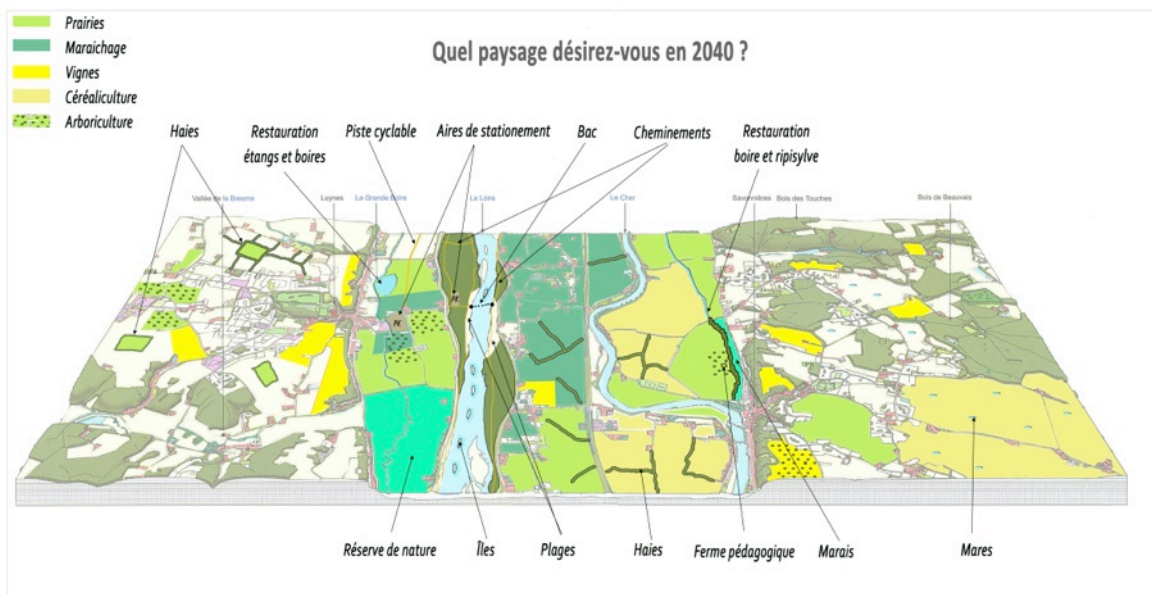 Prairies
Maraichage
Vignes
Céréaliculture
Arboriculture
Quel paysage désirez-vous en 2040 ?
Haies
Restauration
étangs et boires
Piste cyclable
Aires de stationement
Bac
Cheminements
Restauration
boire et ripisylve
Vallée de la Bresme
Luynes
La Grande Boire
La Loire
Le Cher
Savonnières
Bois des Touches
Bois de Beauvais
PK
PK
Réserve de nature
Îles
Plages
Haies
Ferme pédagogique
Marais
Mares